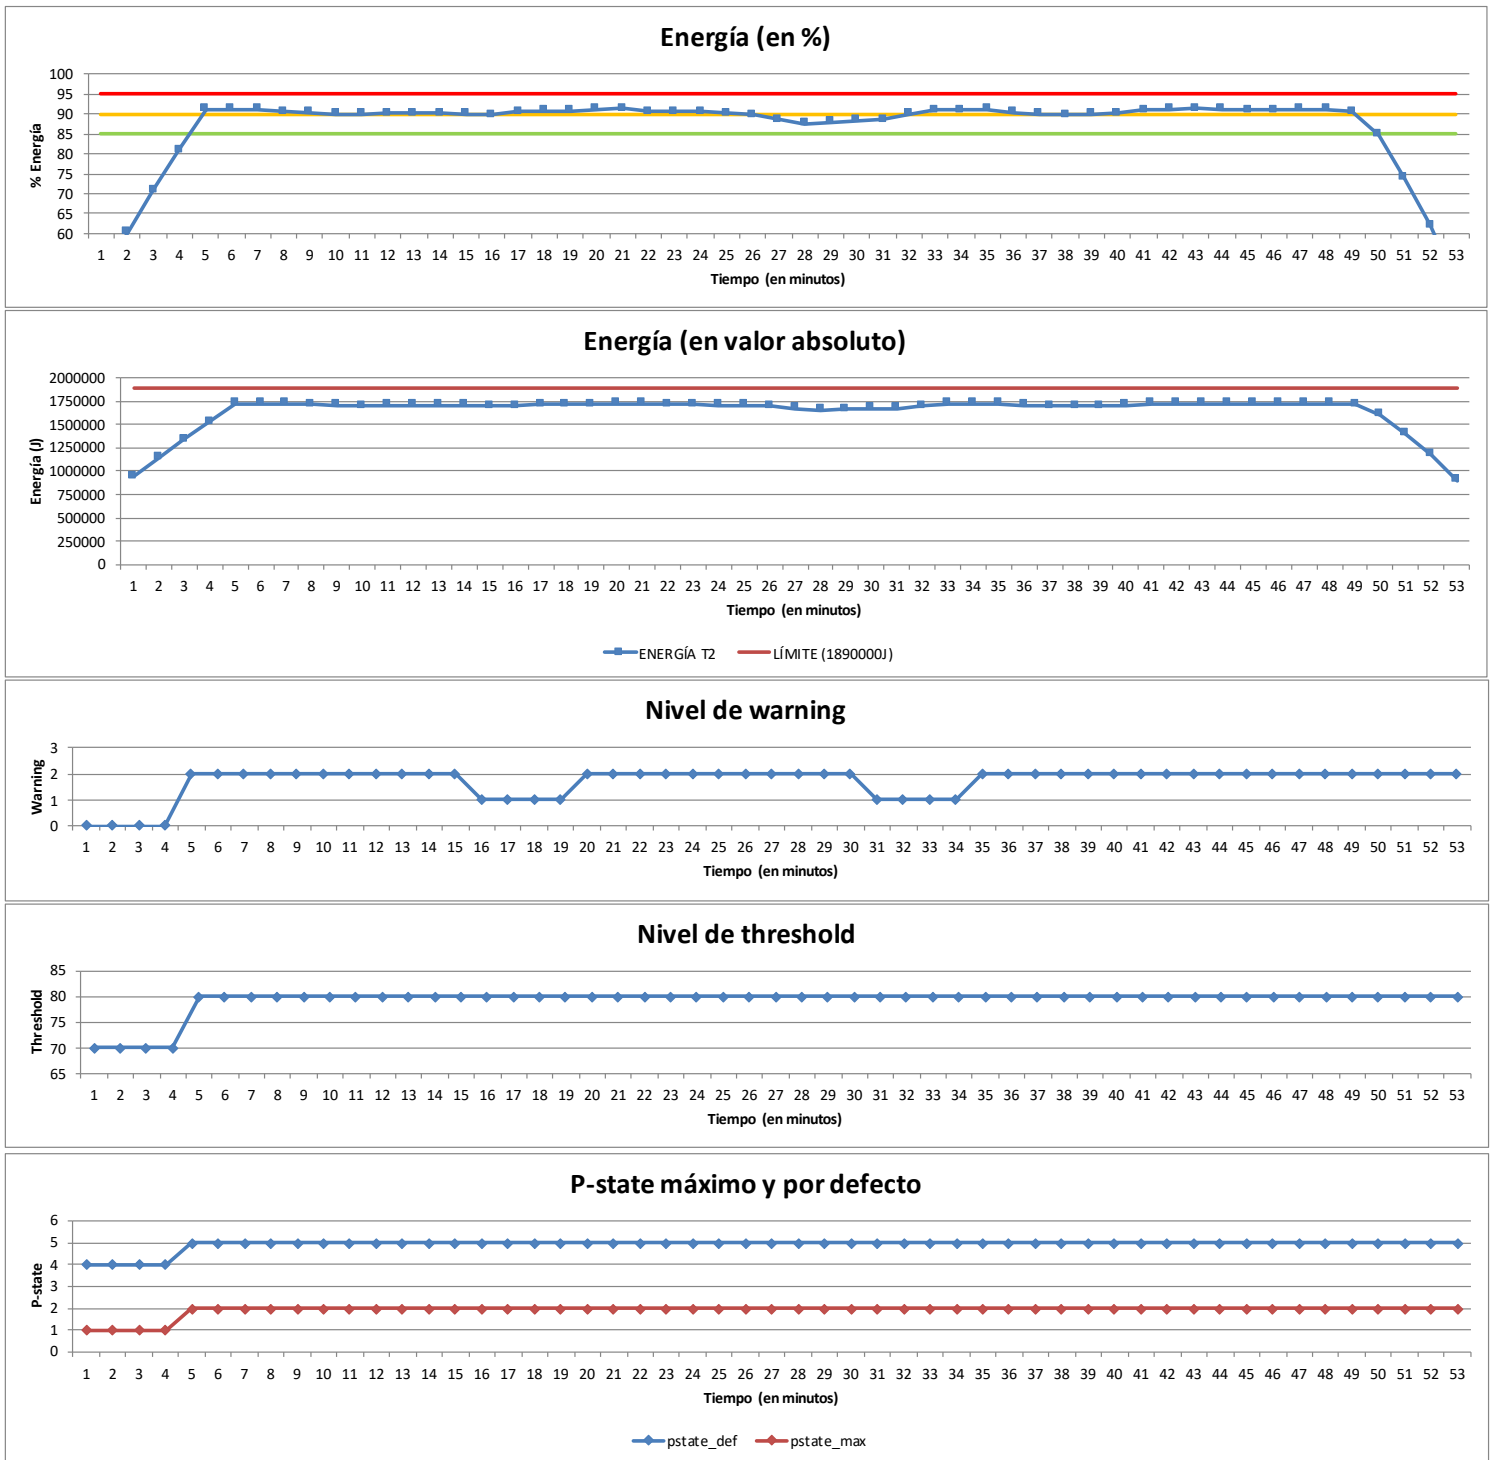 Energía (en %)
100
95
90
85
80
75
70
65
60
% Energía
1 2 3 4 5 6 7 8 9 10 11 12 13 14 15 16 17 18 19 20 21 22 23 24 25 26 27 28 29 30 31 32 33 34 35 36 37 38 39 40 41 42 43 44 45 46 47 48 49 50 51 52 53
Tiempo (en minutos)
Energía (en valor absoluto)
2000000
1750000
1500000
1250000
1000000
750000
500000
250000
0
Energía (J)
1 2 3 4 5 6 7 8 9 10 11 12 13 14 15 16 17 18 19 20 21 22 23 24 25 26 27 28 29 30 31 32 33 34 35 36 37 38 39 40 41 42 43 44 45 46 47 48 49 50 51 52 53
Tiempo (en minutos)
ENERGÍA T2 LÍMITE (1890000J)
Nivel de warning
3
2
1
0
Warning
1 2 3 4 5 6 7 8 9 10 11 12 13 14 15 16 17 18 19 20 21 22 23 24 25 26 27 28 29 30 31 32 33 34 35 36 37 38 39 40 41 42 43 44 45 46 47 48 49 50 51 52 53
Tiempo (en minutos)
Nivel de threshold
85
80
75
70
65
Threshold
1 2 3 4 5 6 7 8 9 10 11 12 13 14 15 16 17 18 19 20 21 22 23 24 25 26 27 28 29 30 31 32 33 34 35 36 37 38 39 40 41 42 43 44 45 46 47 48 49 50 51 52 53
Tiempo (en minutos)
P-state máximo y por defecto
6
5
4
3
2
1
0
P-state
1 2 3 4 5 6 7 8 9 10 11 12 13 14 15 16 17 18 19 20 21 22 23 24 25 26 27 28 29 30 31 32 33 34 35 36 37 38 39 40 41 42 43 44 45 46 47 48 49 50 51 52 53
Tiempo (en minutos)
pstate_def pstate_max